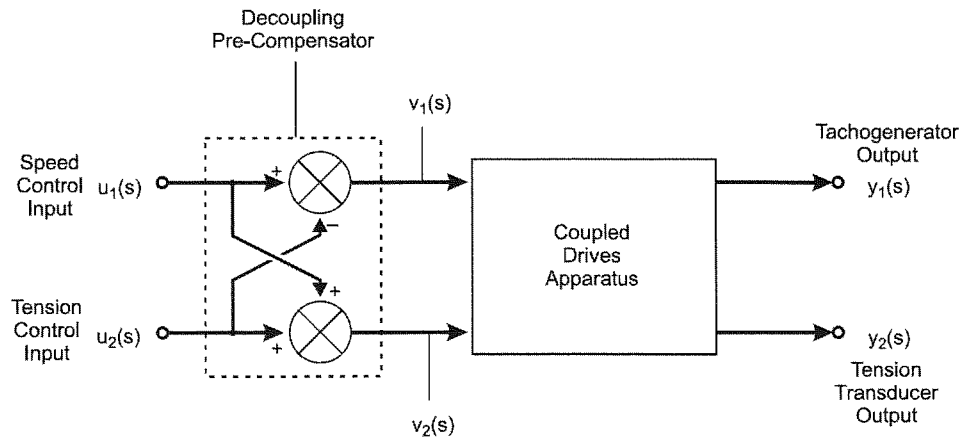 Decoupling
Pre-Compensator
v₁(s)
Tachogenerator
Output
Speed
Control
Input
u₁(s)
+
y₁(s)
−
Coupled
Drives
Apparatus
+
Tension
Control
Input
u₂(s)
+
y₂(s)
Tension
Transducer
Output
v₂(s)